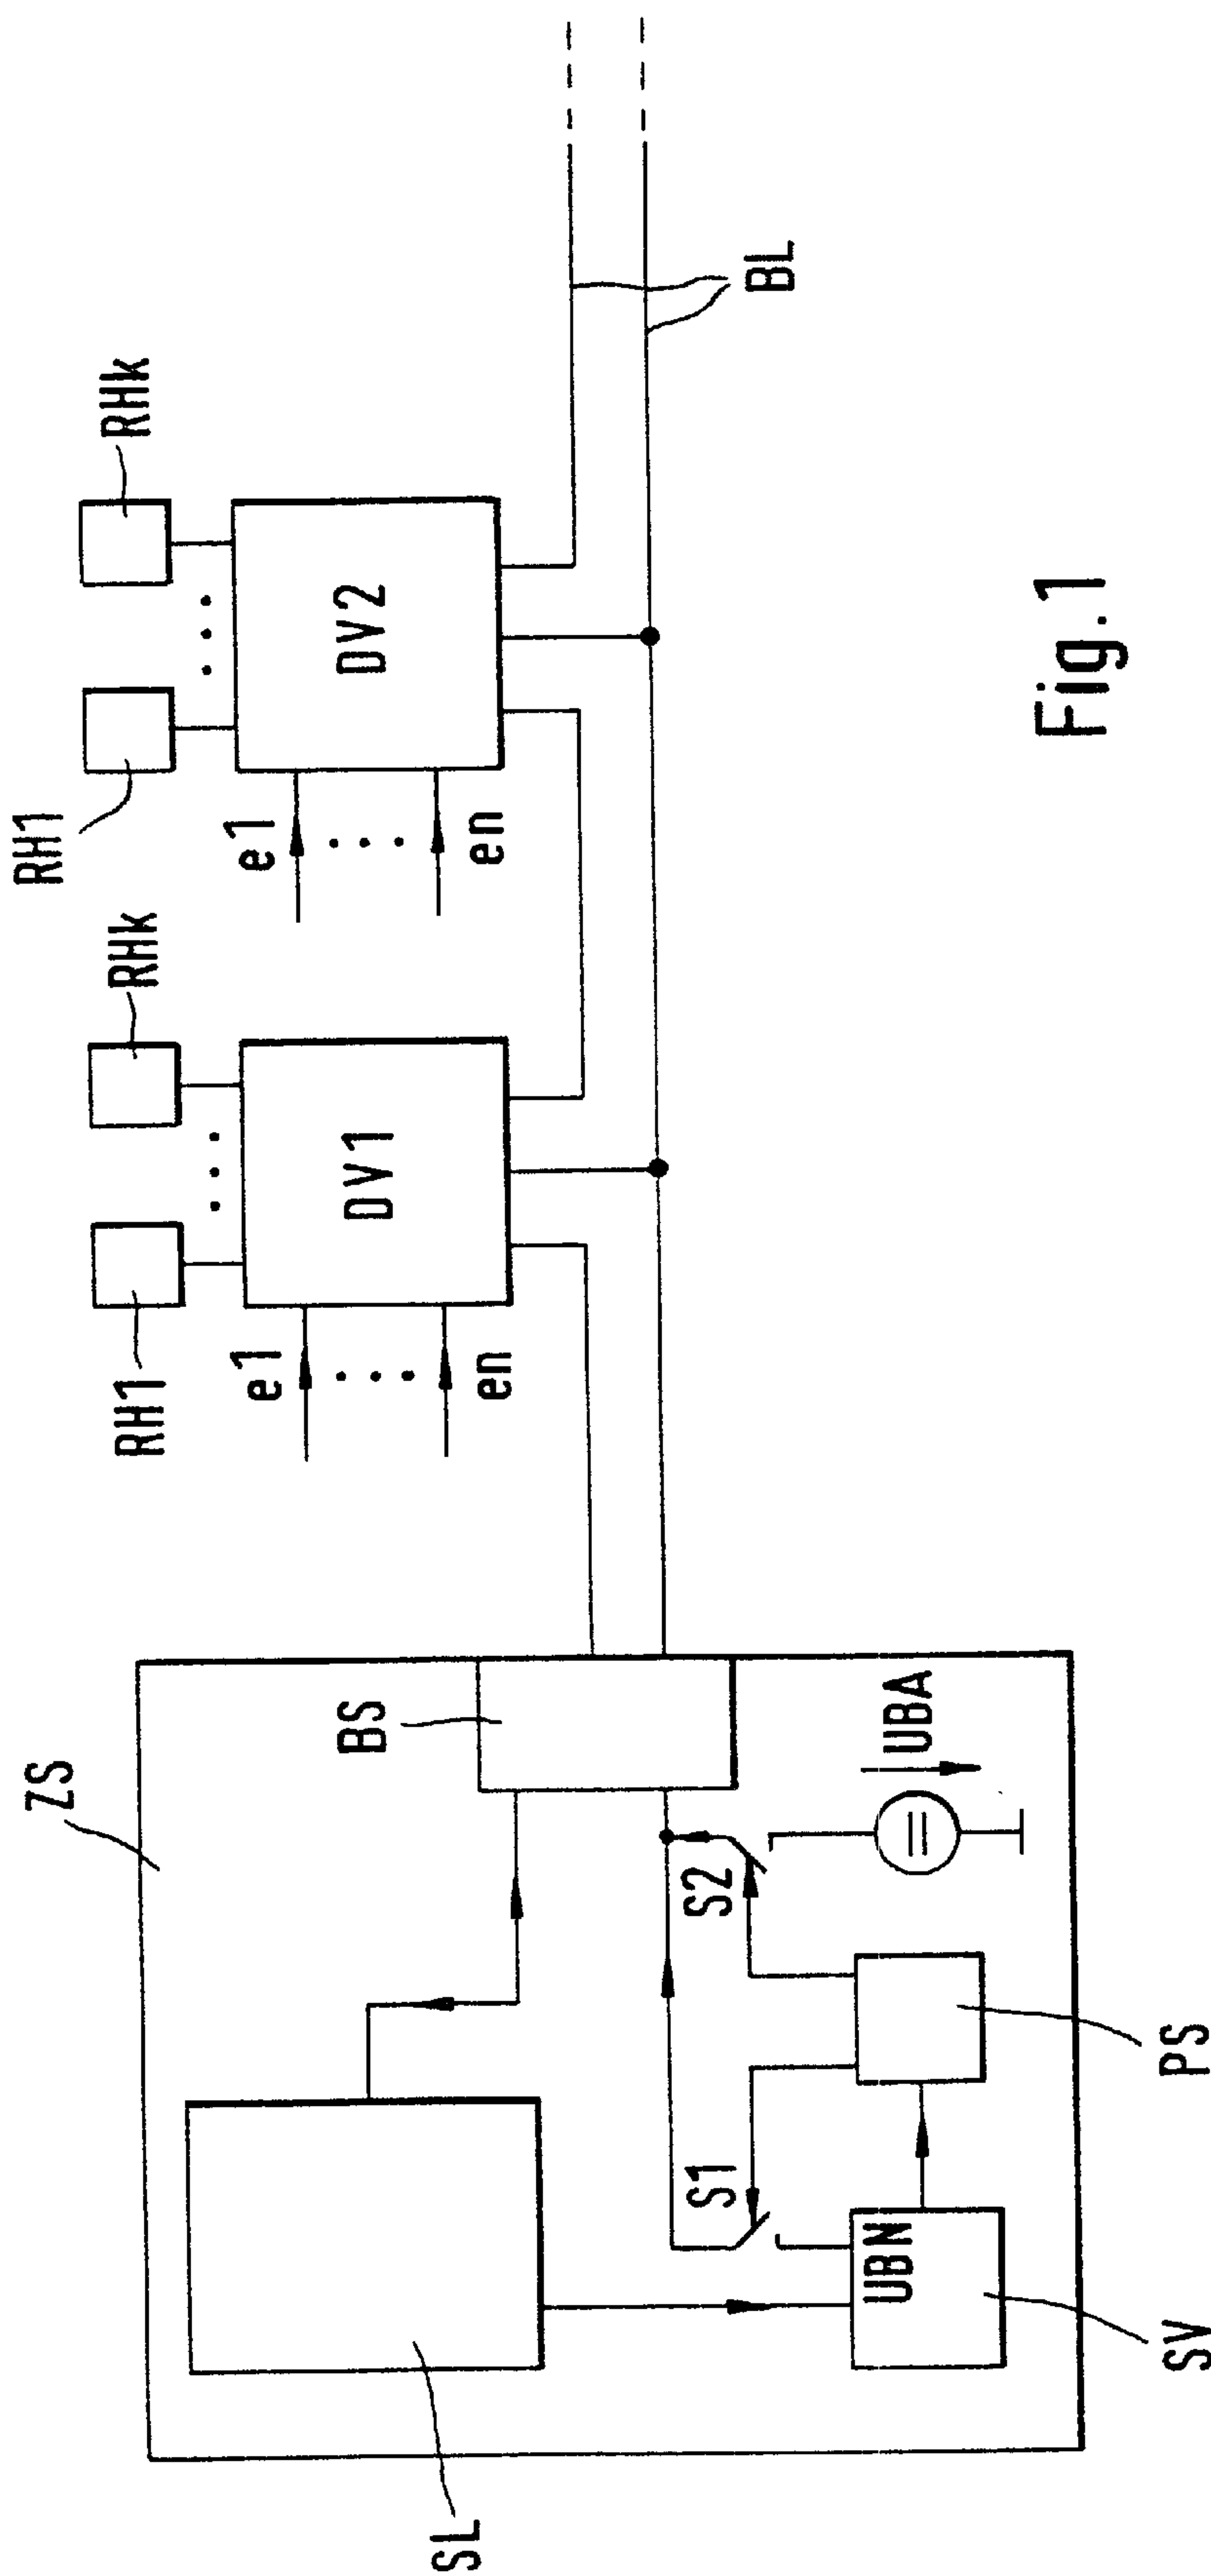 ZS
SL
BS
S1
S2
UBA
UBN
SV
PS
RH1
RHk
e1
en
DV1
RH1
RHk
e1
en
DV2
BL
Fig.1